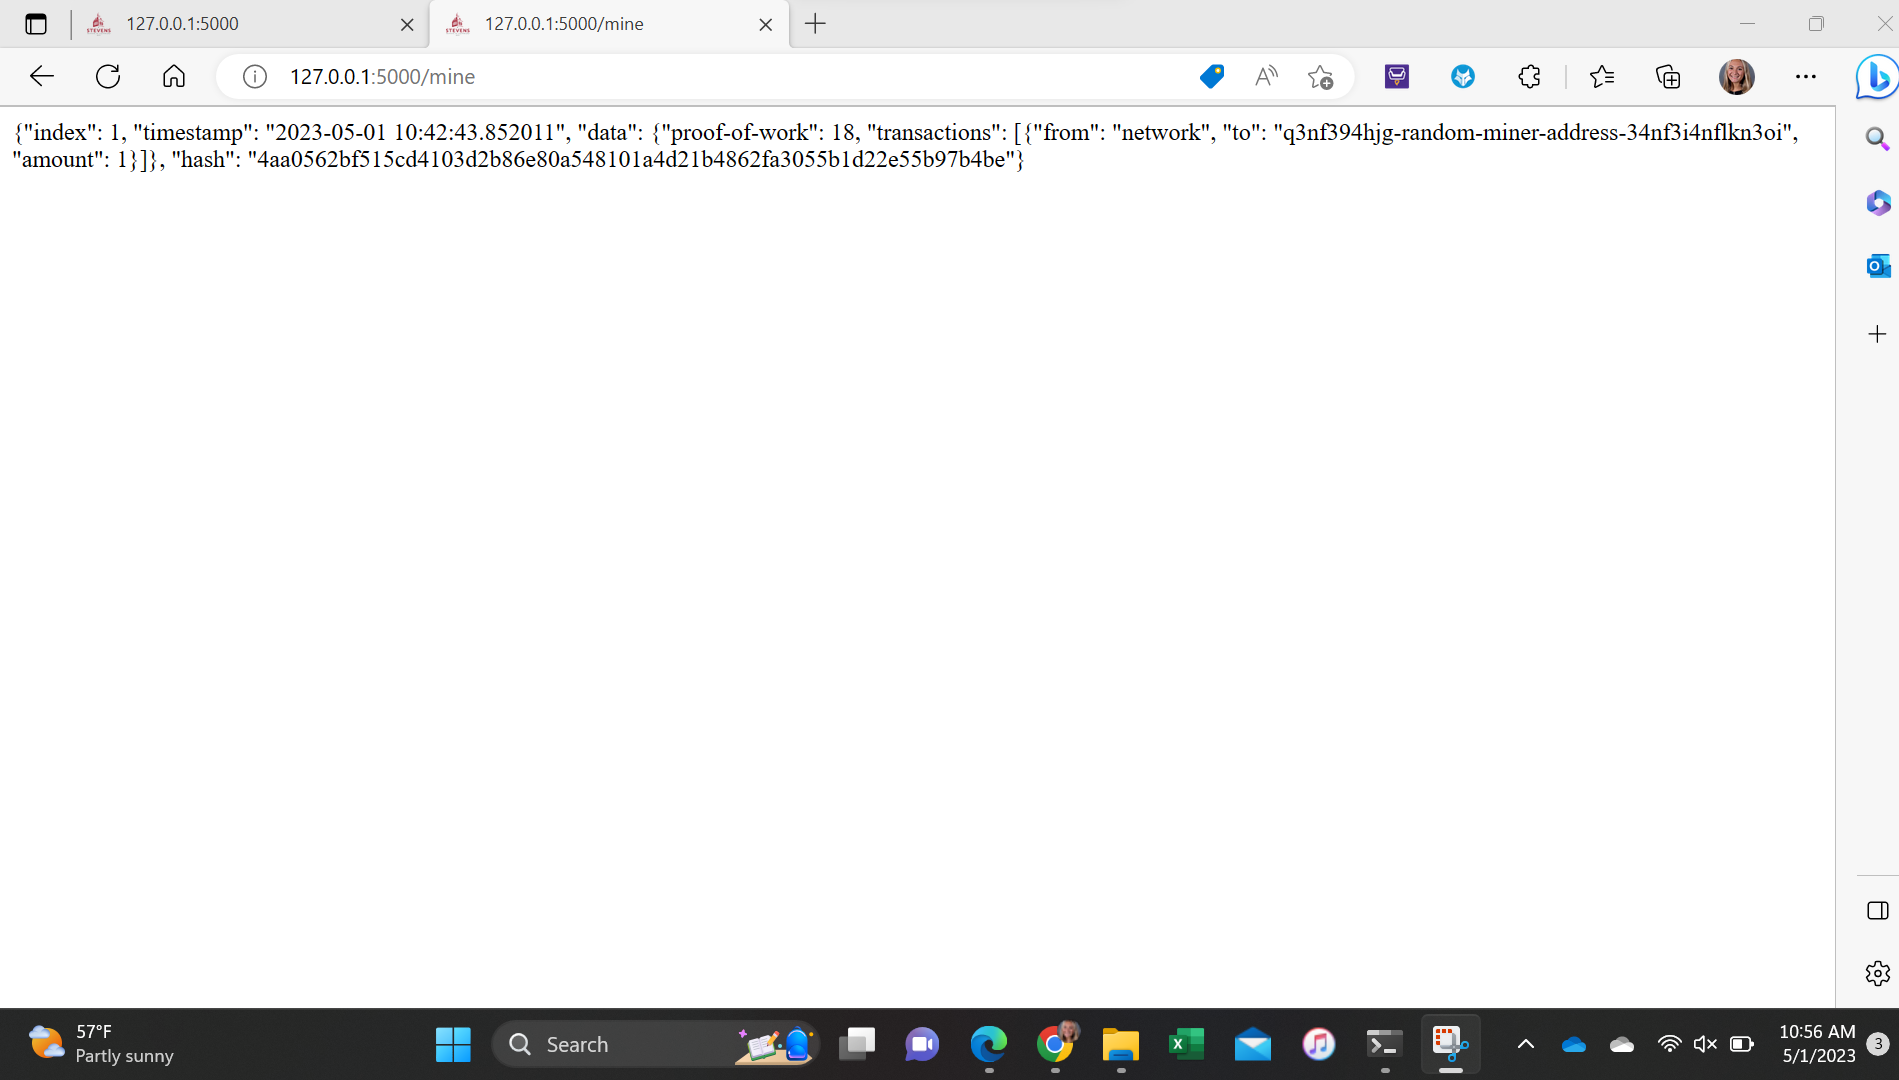 127.0.0.1:5000
127.0.0.1:5000/mine
127.0.0.1:5000/mine
{"index": 1, "timestamp": "2023-05-01 10:42:43.852011", "data": {"proof-of-work": 18, "transactions": [{"from": "network", "to": "q3nf394hjg-random-miner-address-34nf3i4nflkn3oi",
"amount": 1}]}, "hash": "4aa0562bf515cd4103d2b86e80a548101a4d21b4862fa3055b1d22e55b97b4be"}
57°F
Partly sunny
Search
10:56 AM
5/1/2023
3